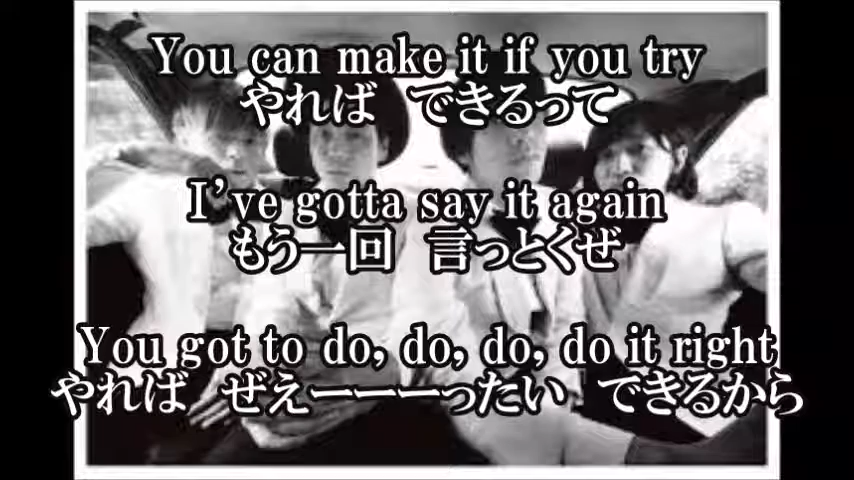 You can make it if you try
やれば　できるって
I've gotta say it again
もう一回　言っとくぜ
You got to do, do, do, do it right
やれば　ぜえーーーったい　できるから